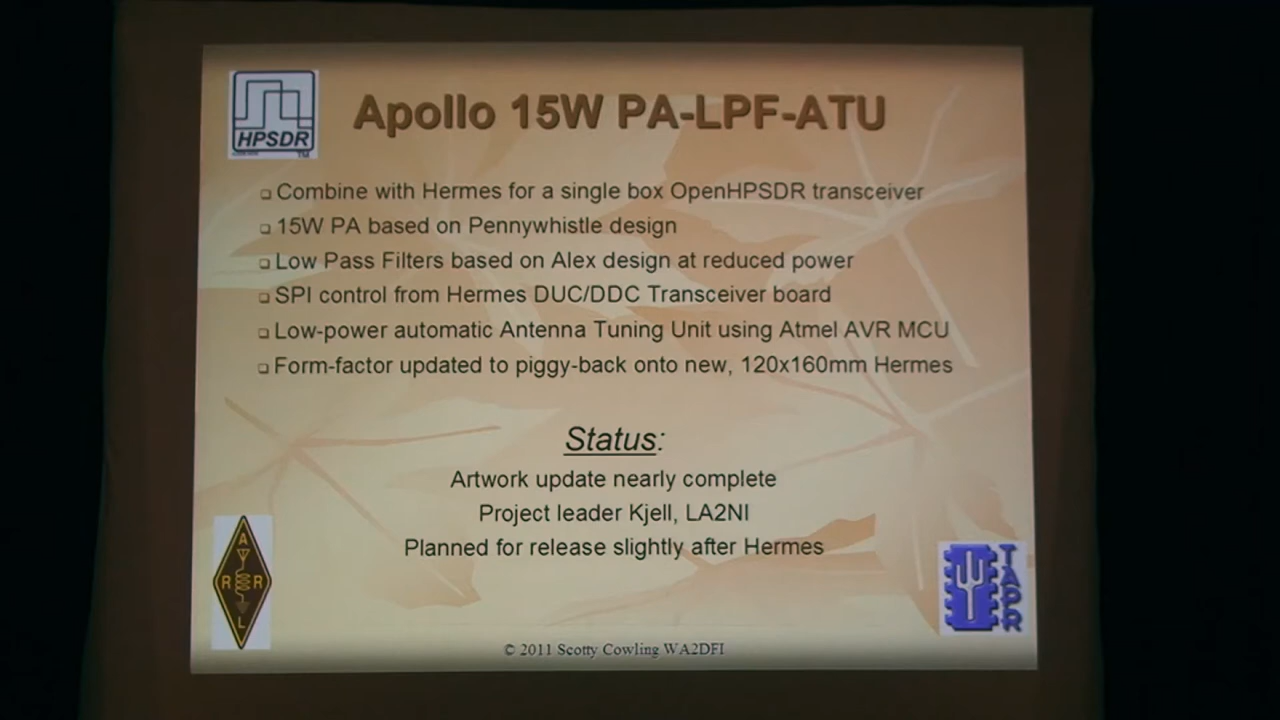 HPSDR
TM
Apollo 15W PA-LPF-ATU
Combine with Hermes for a single box OpenHPSDR transceiver
15W PA based on Pennywhistle design
Low Pass Filters based on Alex design at reduced power
SPI control from Hermes DUC/DDC Transceiver board
Low-power automatic Antenna Tuning Unit using Atmel AVR MCU
Form-factor updated to piggy-back onto new, 120x160mm Hermes
Status:
Artwork update nearly complete
Project leader Kjell, LA2NI
Planned for release slightly after Hermes
A
R R
L
TAPR
© 2011 Scotty Cowling WA2DFI